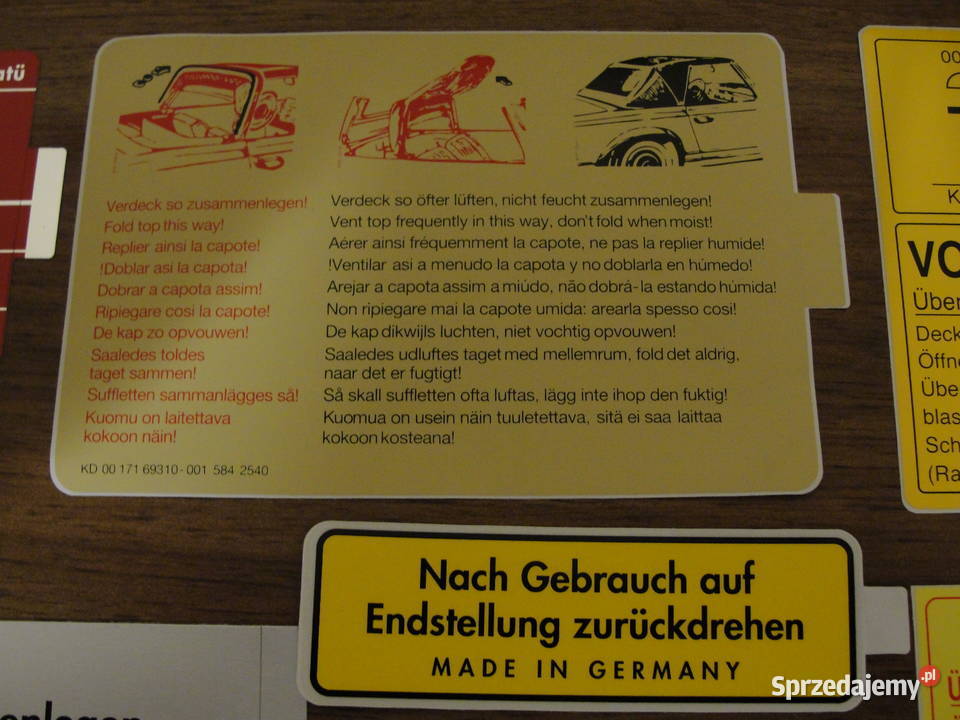 atü
Verdeck so zusammenlegen!
Fold top this way!
Replier ainsi la capote!
!Doblar asi la capota!
Dobrar a capota assim!
Ripiegare cosi la capote!
De kap zo opvouwen!
Saaledes toldes
taget sammen!
Suffletten sammanlägges så!
Kuomu on laitettava
kokoon näin!
KD 00 171 69310 - 001 584 2540
Verdeck so öfter lüften, nicht feucht zusammenlegen!
Vent top frequently in this way, don't fold when moist!
Aérer ainsi fréquemment la capote, ne pas la replier humide!
!Ventilar asi a menudo la capota y no doblarla en húmedo!
Arejar a capota assim a miúdo, não dobrá-la estando húmida!
Non ripiegare mai la capote umida: arearla spesso cosi!
De kap dikwijls luchten, niet vochtig opvouwen!
Saaledes udluftes taget med mellemrum, fold det aldrig,
naar det er fugtigt!
Så skall suffletten ofta luftas, lägg inte ihop den fuktig!
Kuomua on usein näin tuuletettava, sitä ei saa laittaa
kokoon kosteana!
00
K
VO
Über
Deck
Öffne
Übe
blas
Sch
(Ra
Nach Gebrauch auf
Endstellung zurückdrehen
MADE IN GERMANY
Sprzedajemy.pl